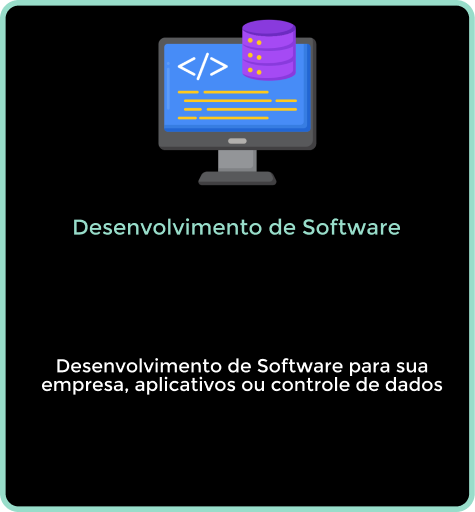 </>
Desenvolvimento de Software
Desenvolvimento de Software para sua
empresa, aplicativos ou controle de dados